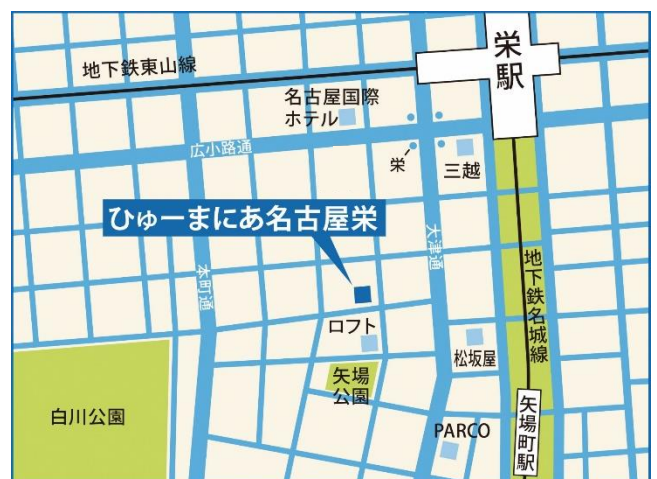 栄駅
地下鉄東山線
名古屋国際
ホテル
広小路通
栄
三越
ひゅーまにあ名古屋栄
大津通
本町通
地下鉄名城線
ロフト
松坂屋
矢場
公園
白川公園
矢場町駅
PARCO